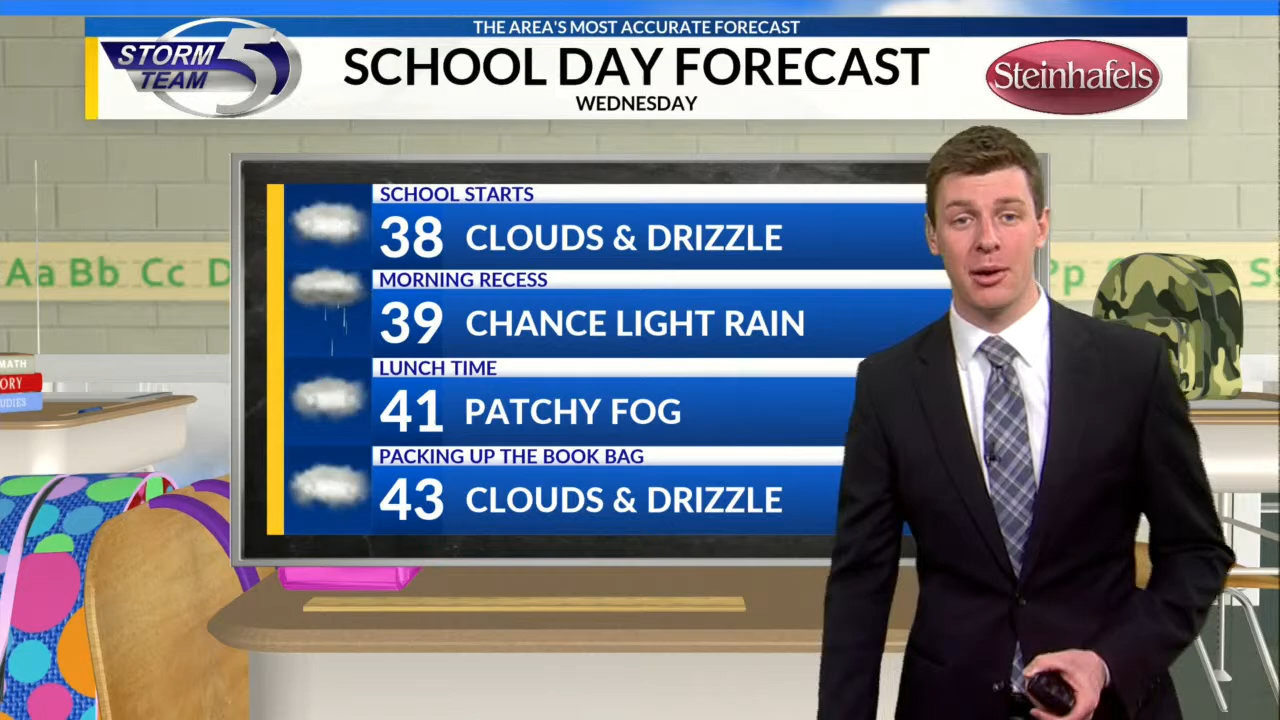 THE AREA'S MOST ACCURATE FORECAST
STORM TEAM 5
SCHOOL DAY FORECAST
Steinhafels
WEDNESDAY
SCHOOL STARTS
38 CLOUDS & DRIZZLE
MORNING RECESS
39 CHANCE LIGHT RAIN
LUNCH TIME
41 PATCHY FOG
PACKING UP THE BOOK BAG
43 CLOUDS & DRIZZLE
Aa Bb Cc D
Pp
S
MATH
ORY
UDIES